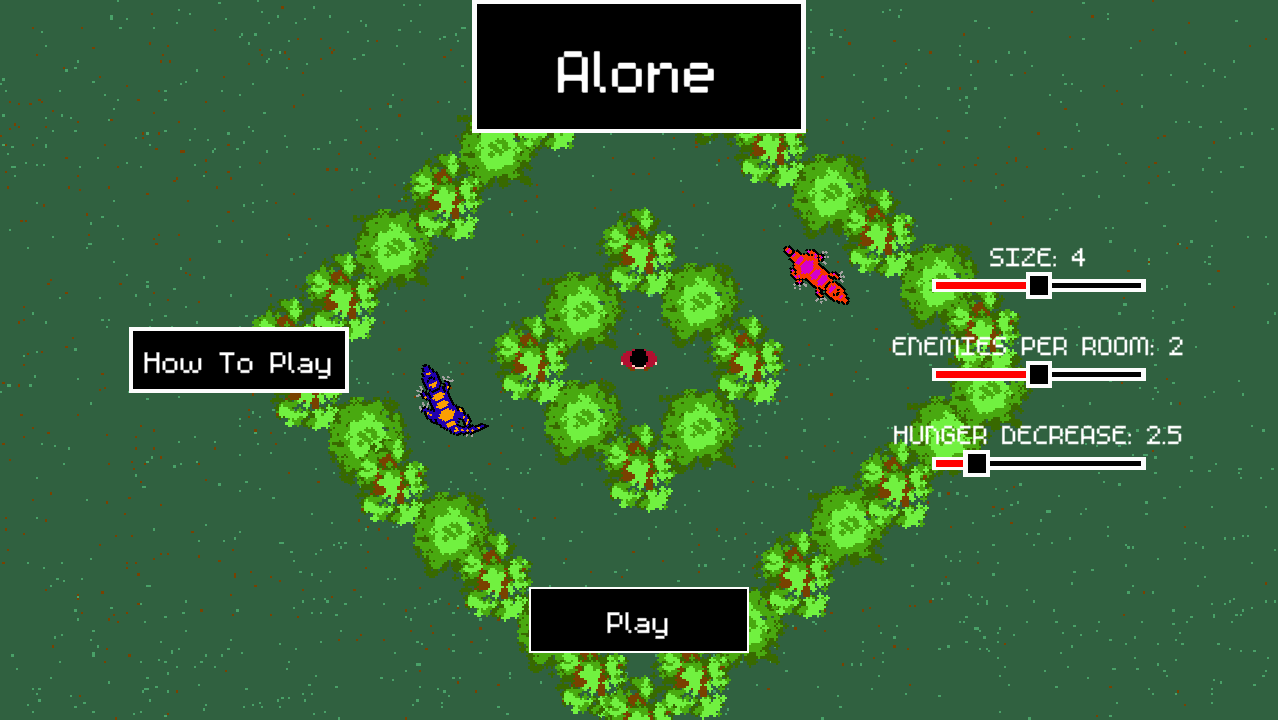 Alone
How To Play
SIZE: 4
ENEMIES PER ROOM: 2
HUNGER DECREASE: 2.5
Play